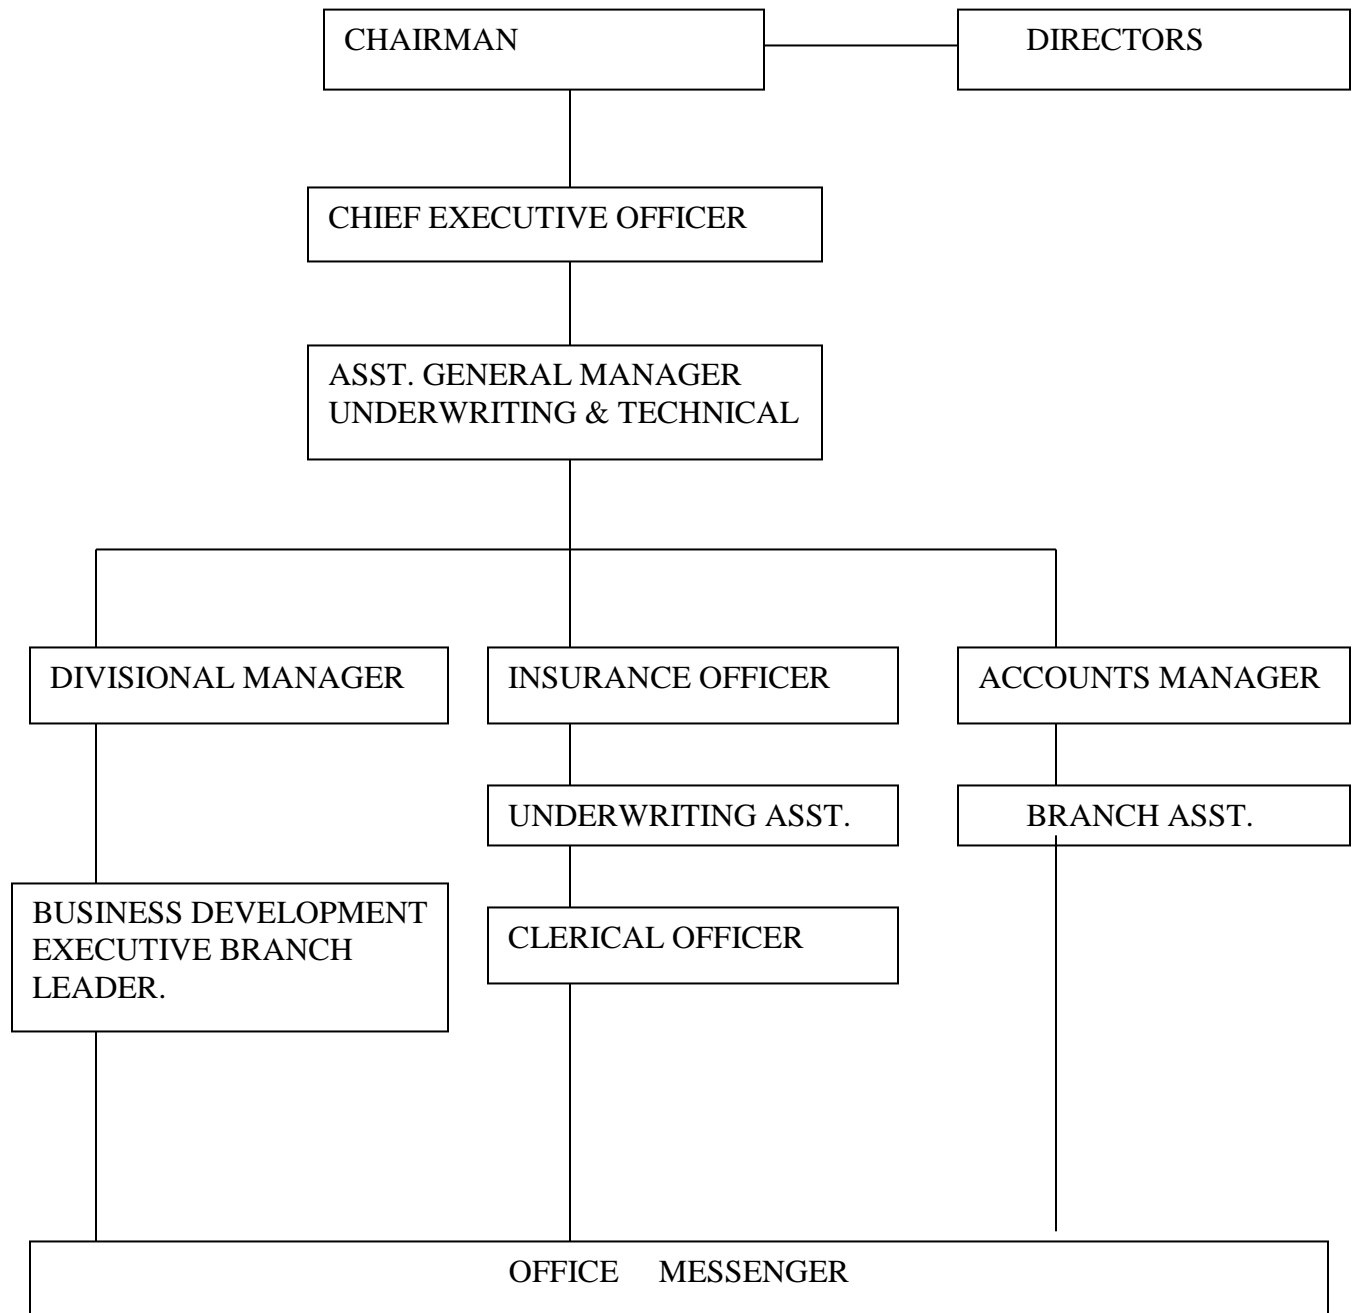 CHAIRMAN
DIRECTORS
CHIEF EXECUTIVE OFFICER
ASST. GENERAL MANAGER
UNDERWRITING & TECHNICAL
DIVISIONAL MANAGER
INSURANCE OFFICER
ACCOUNTS MANAGER
UNDERWRITING ASST.
BRANCH ASST.
BUSINESS DEVELOPMENT
EXECUTIVE BRANCH
LEADER.
CLERICAL OFFICER
OFFICE MESSENGER